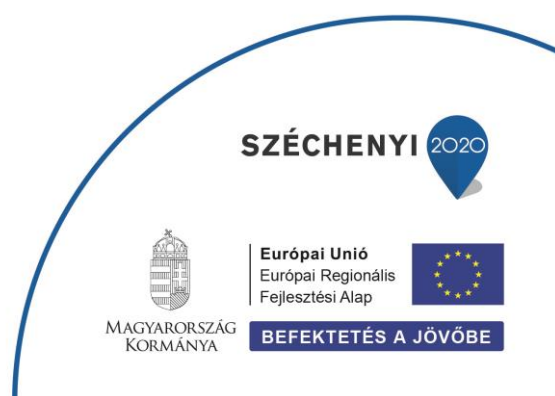 SZÉCHENYI 2020
Európai Unió
Európai Regionális
Fejlesztési Alap
MAGYARORSZÁG
KORMÁNYA
BEFEKTETÉS A JÖVŐBE